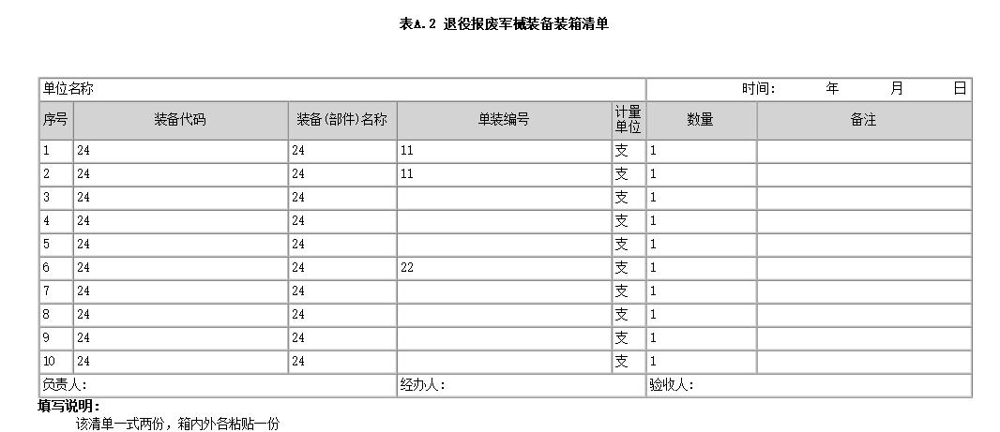 表A.2 退役报废军械装备装箱清单
单位名称 时间: 年 月 日
序号 装备代码 装备(部件)名称 单装编号 计量单位 数量 备注
1 24 24 11 支 1
2 24 24 11 支 1
3 24 24 支 1
4 24 24 支 1
5 24 24 支 1
6 24 24 22 支 1
7 24 24 支 1
8 24 24 支 1
9 24 24 支 1
10 24 24 支 1
负责人: 经办人: 验收人:
填写说明:
该清单一式两份，箱内外各粘贴一份